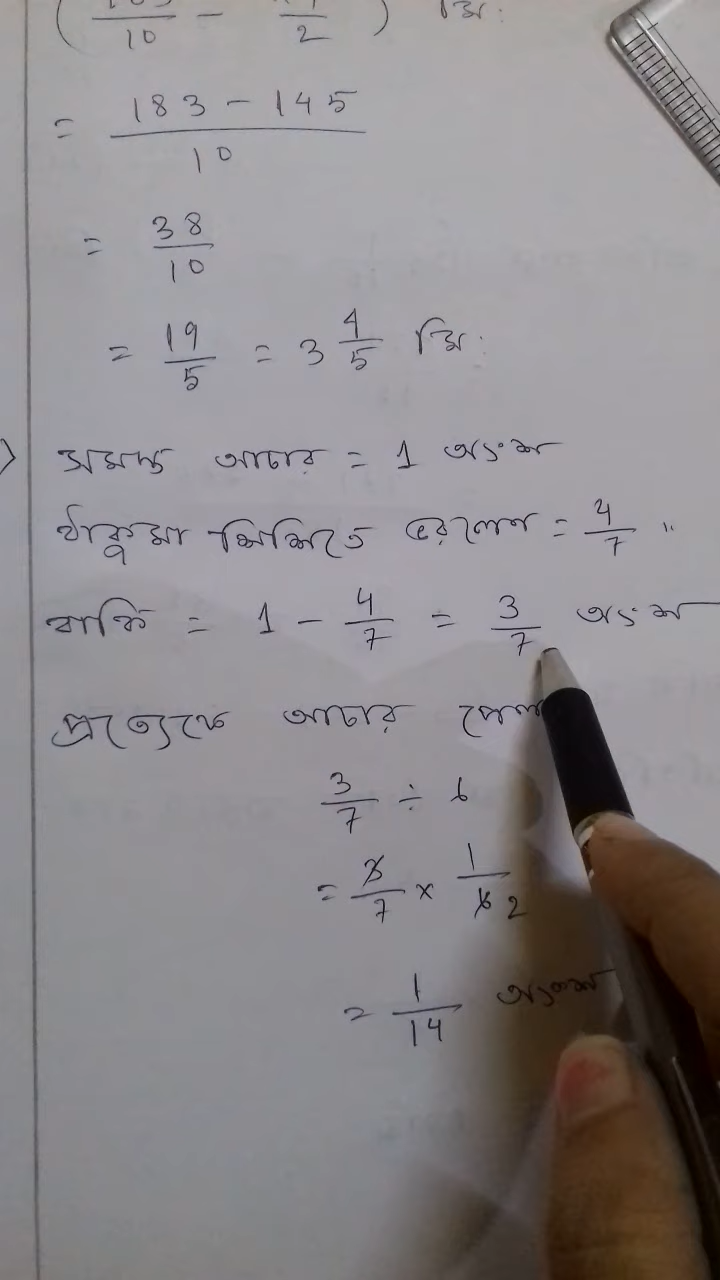 = 183 - 145 / 10
= 38 / 10
= 19/5 = 3 4/5 মি:
সমস্ত আচার = 1 অংশ
ঠাকুমা শিশিতে ভরলেন = 4/7 "
বাকি = 1 - 4/7 = 3/7 অংশ
প্রত্যেকে আচার
3/7 ÷ 6
= 3/7 × 1/6 2
= 1/14 অংশ